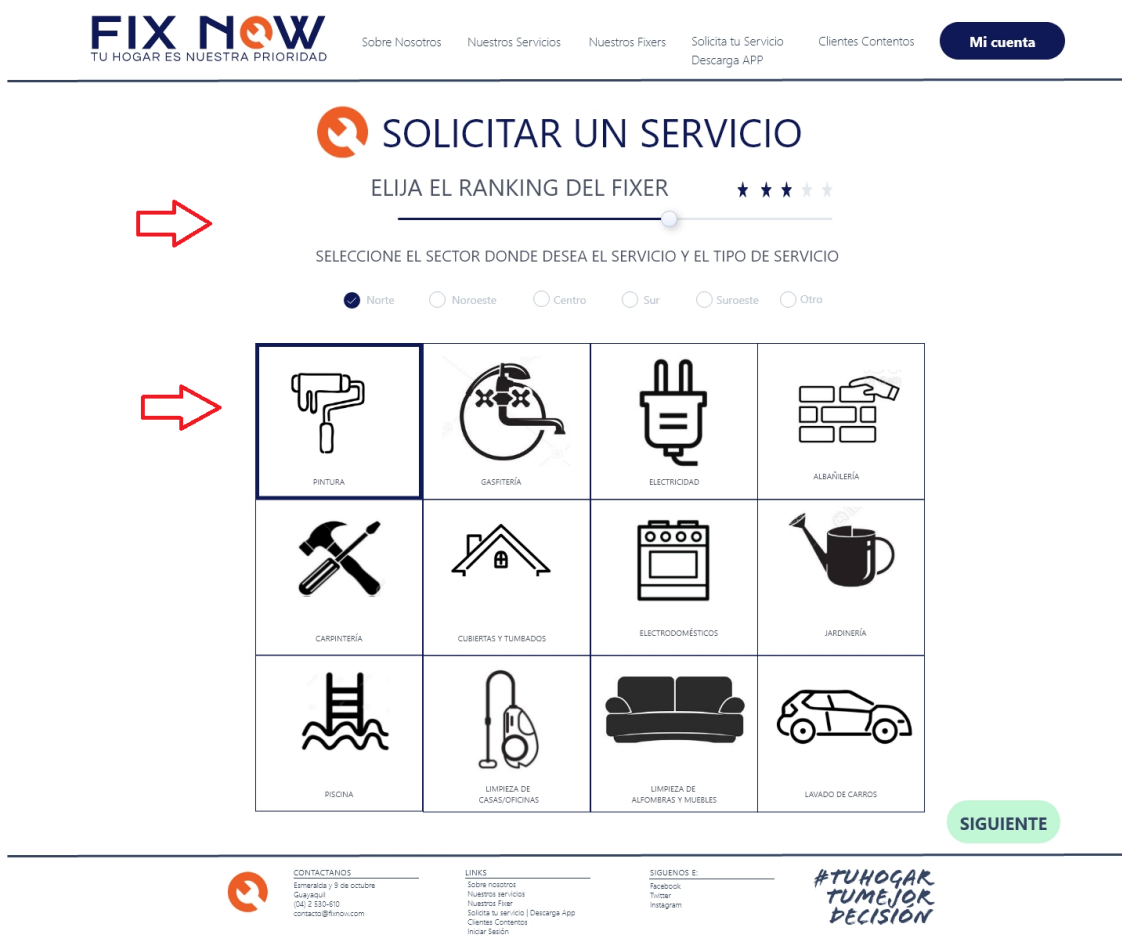 FIX NOW
TU HOGAR ES NUESTRA PRIORIDAD
Sobre Nosotros
Nuestros Servicios
Nuestros Fixers
Solicita tu Servicio
Descarga APP
Clientes Contentos
Mi cuenta
SOLICITAR UN SERVICIO
ELIJA EL RANKING DEL FIXER
SELECCIONE EL SECTOR DONDE DESEA EL SERVICIO Y EL TIPO DE SERVICIO
Norte
Noroeste
Centro
Sur
Suroeste
Otro
PINTURA
GASFITERÍA
ELECTRICIDAD
ALBAÑILERÍA
CARPINTERÍA
CUBIERTAS Y TUMBADOS
ELECTRODOMÉSTICOS
JARDINERÍA
PISCINA
LIMPIEZA DE
CASAS/OFICINAS
LIMPIEZA DE
ALFOMBRAS Y MUEBLES
LAVADO DE CARROS
SIGUIENTE
CONTACTANOS
Esmeralda y 9 de octubre
Guayaquil
(04) 2 530-610
contacto@fixnow.com
LINKS
Sobre nosotros
Nuestros servicios
Nuestros Fixer
Solicita tu servicio | Descarga App
Clientes Contentos
Iniciar Sesión
SIGUENOS E:
Facebook
Twitter
Instagram
#TUHOGAR
TUMEJOR
DECISIÓN